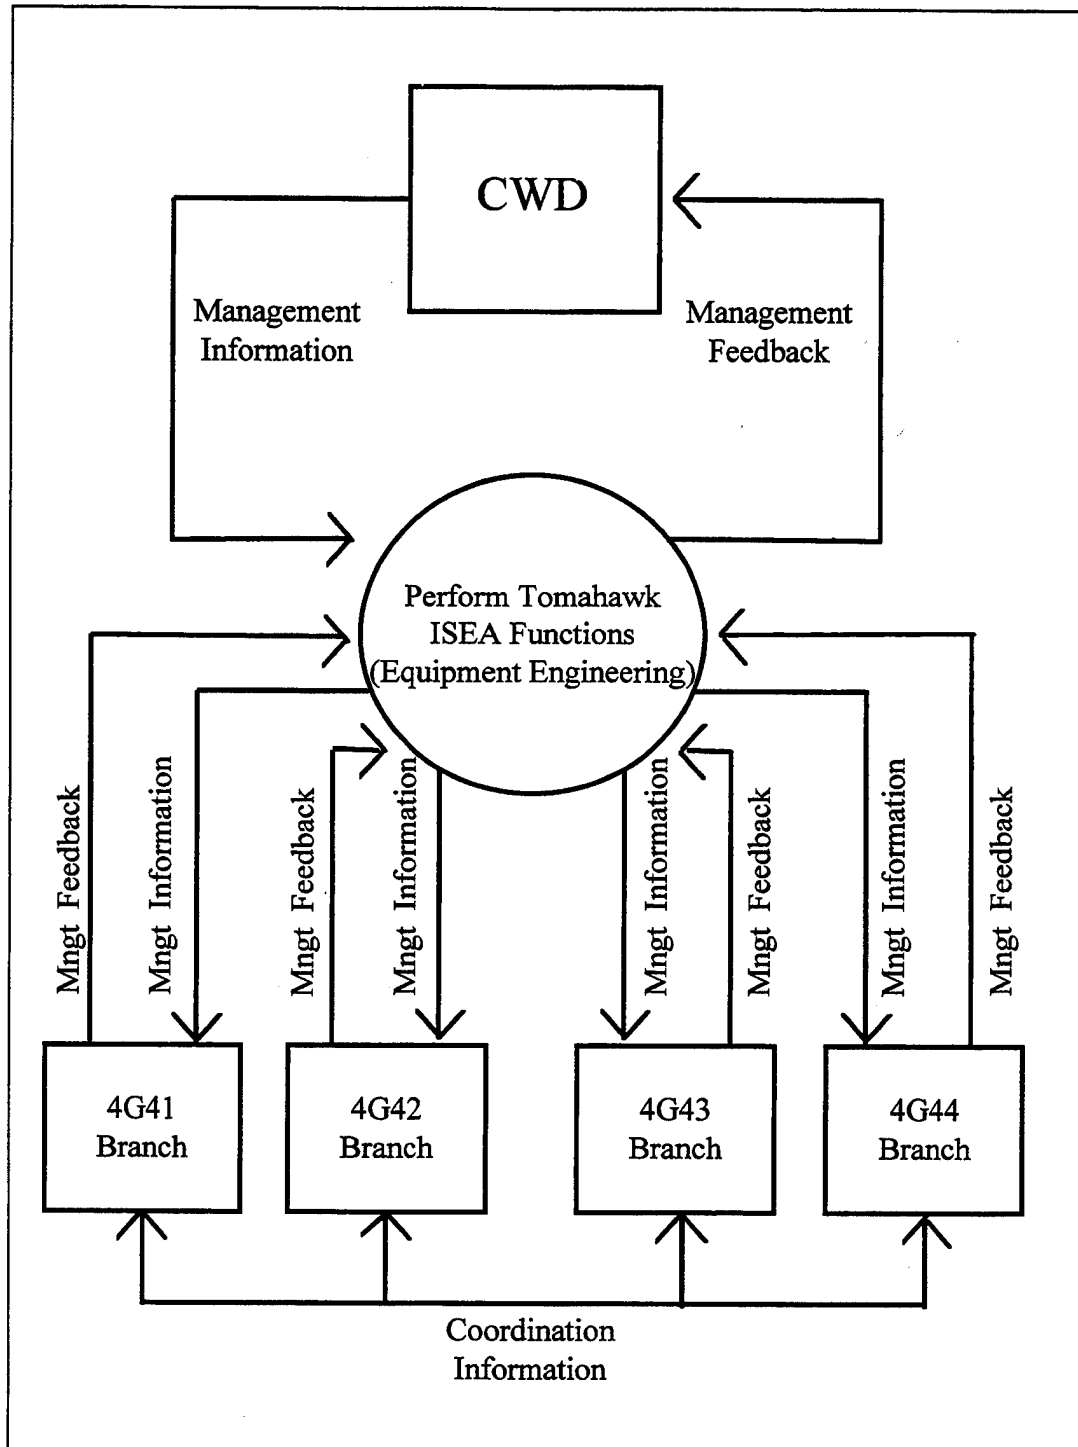 CWD
Management
Information
Management
Feedback
Perform Tomahawk
ISEA Functions
(Equipment Engineering)
Mngt Feedback
Mngt Information
Mngt Feedback
Mngt Information
Mngt Information
Mngt Feedback
Mngt Information
Mngt Feedback
4G41
Branch
4G42
Branch
4G43
Branch
4G44
Branch
Coordination
Information